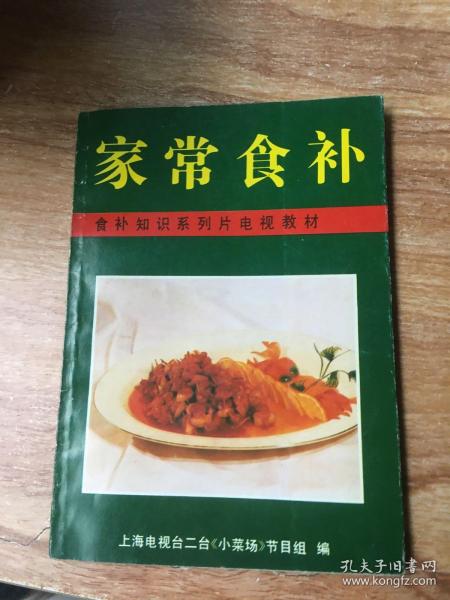 家常食补
食补知识系列片电视教材
上海电视台二台《小菜场》节目组 编
孔夫子旧书网
www.kongfz.com